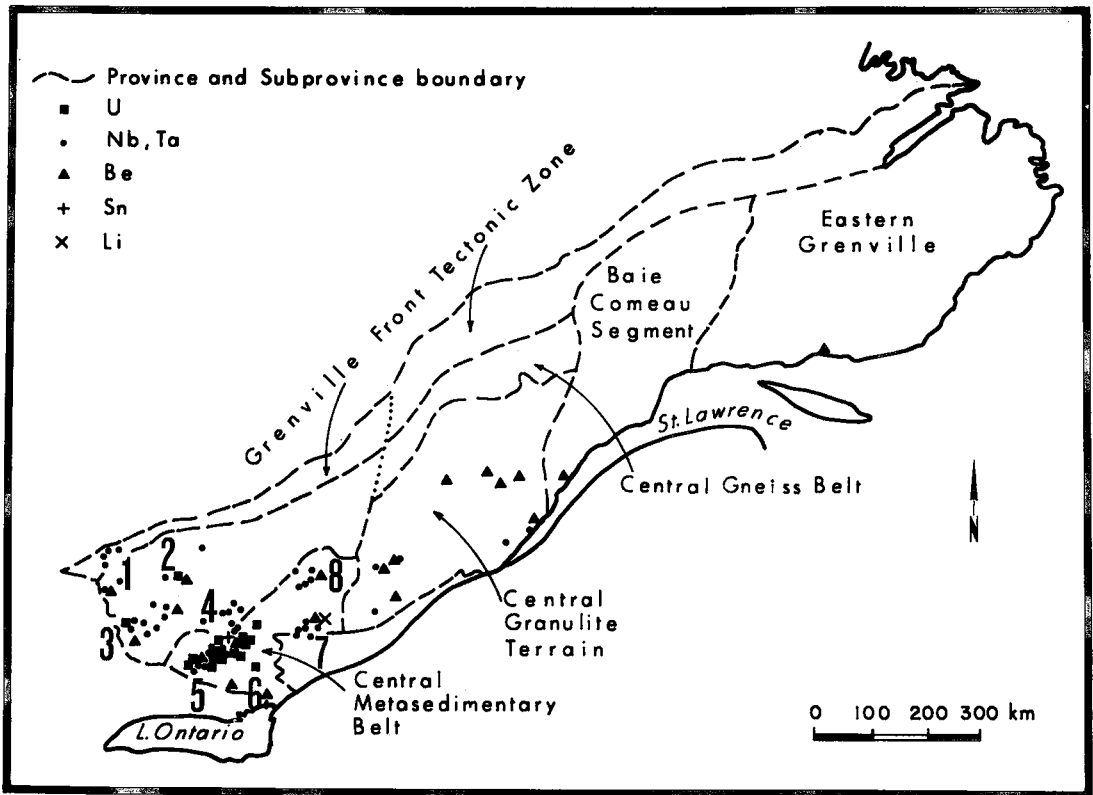 Province and Subprovince boundary
U
Nb, Ta
Be
Sn
Li
Grenville Front Tectonic Zone
Eastern
Grenville
Baie
Comeau
Segment
St. Lawrence
Central Gneiss Belt
N
1
2
3
4
5
6
7
8
Central
Granulite
Terrain
Central
Metasedimentary
Belt
L. Ontario
0 100 200 300 km